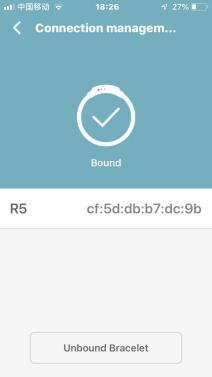 中国移动 18:26 27%
Connection managem...
Bound
R5 cf:5d:db:b7:dc:9b
Unbound Bracelet